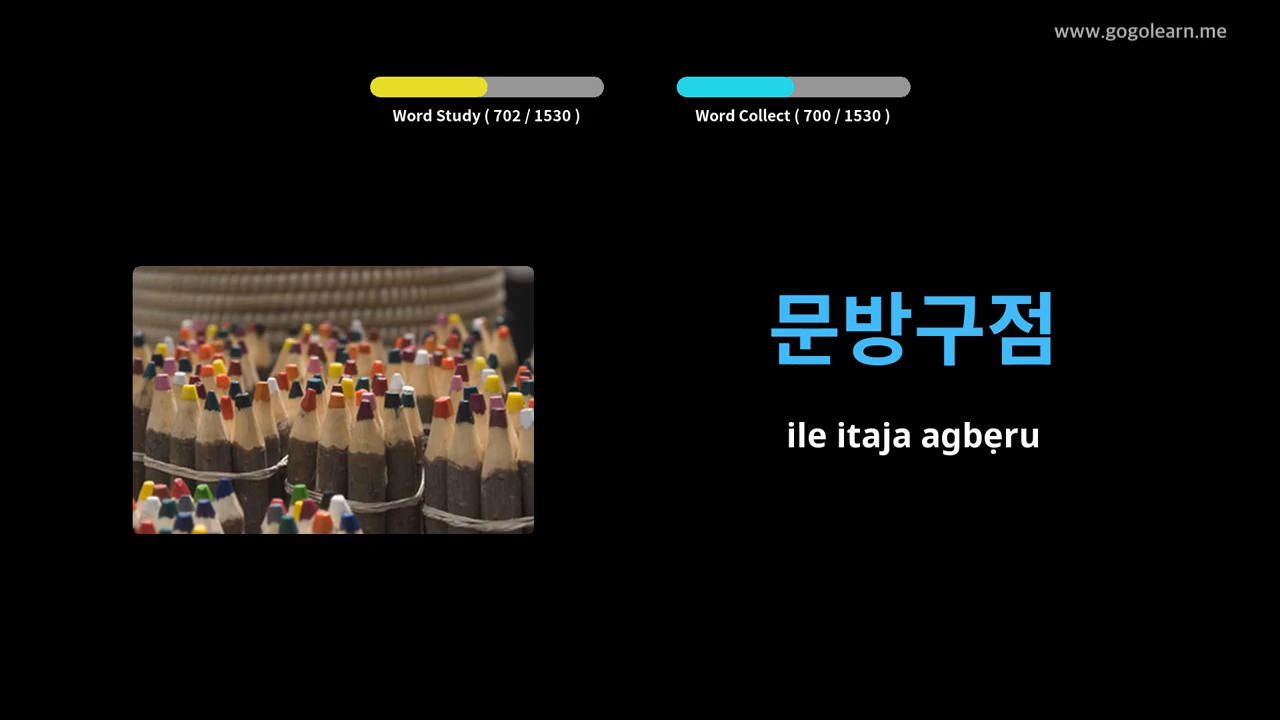 www.gogolearn.me
Word Study ( 702 / 1530 )
Word Collect ( 700 / 1530 )
문방구점
ile itaja agbẹru